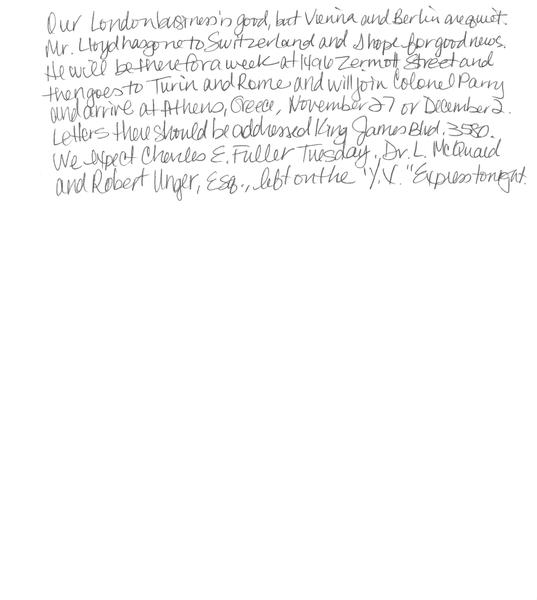 Our London business is good, but Vienna and Berlin are quiet.
Mr. Lloyd has gone to Switzerland and I hope for good news.
He will be there for a week at 1496 Zermot Street and
then goes to Turin and Rome and will join Colonel Parry
and arrive at Athens, Greece, November 27 or December 2.
Letters there should be addressed King James Blvd. 3580.
We expect Charles E. Fuller Tuesday. Dr. L. McQuaid
and Robert Unger, Esq., left on the "Y.X." Express tonight.